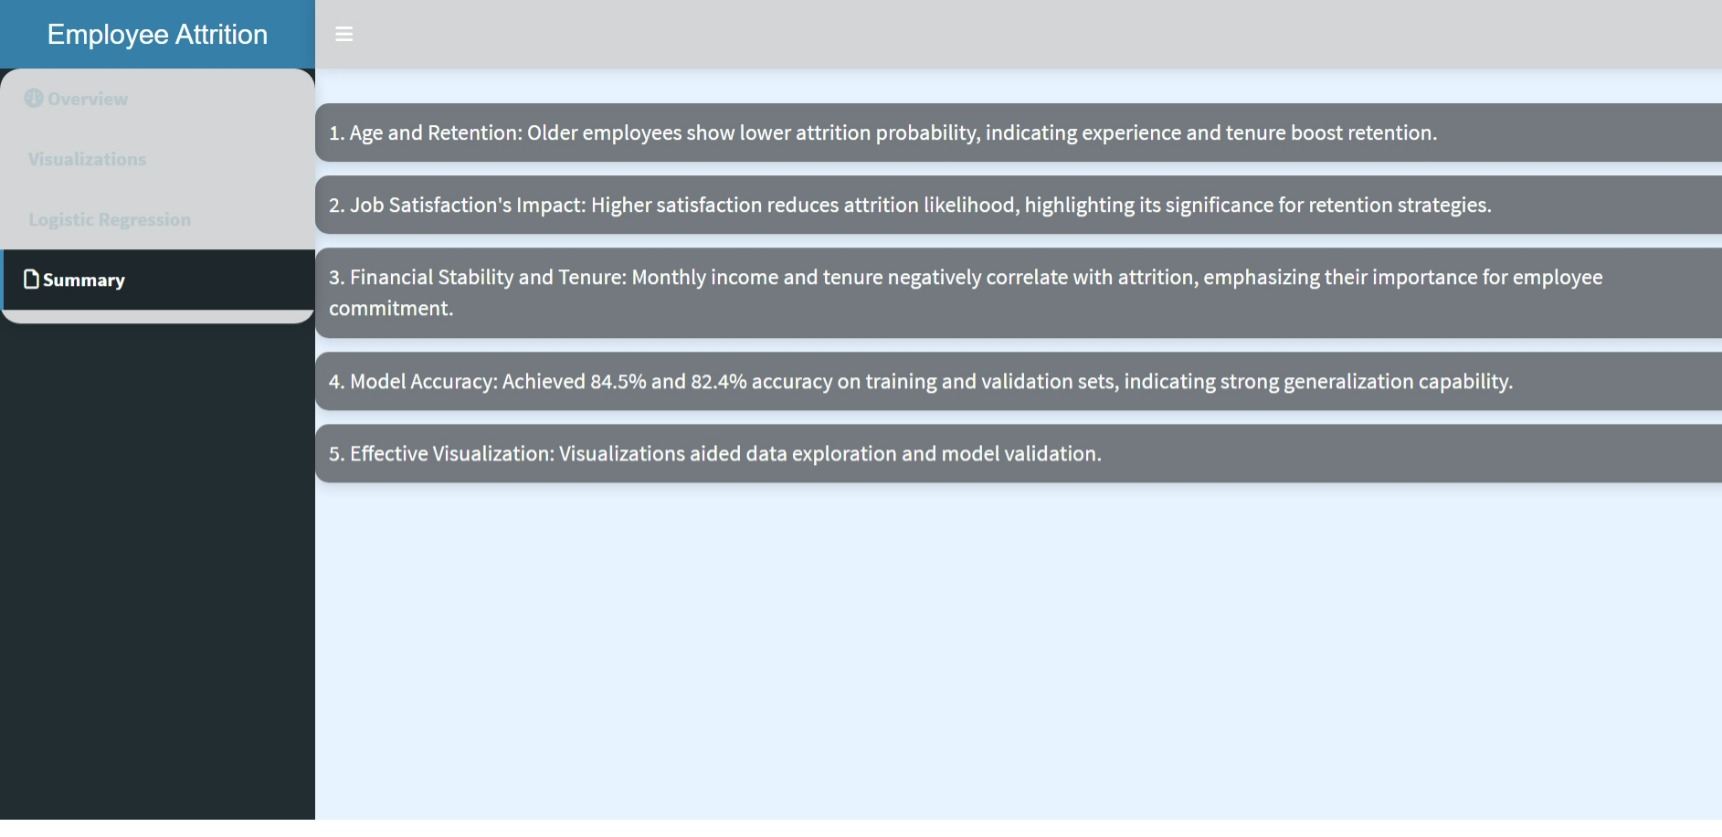 Employee Attrition
Overview
Visualizations
Logistic Regression
Summary
1. Age and Retention: Older employees show lower attrition probability, indicating experience and tenure boost retention.
2. Job Satisfaction's Impact: Higher satisfaction reduces attrition likelihood, highlighting its significance for retention strategies.
3. Financial Stability and Tenure: Monthly income and tenure negatively correlate with attrition, emphasizing their importance for employee
commitment.
4. Model Accuracy: Achieved 84.5% and 82.4% accuracy on training and validation sets, indicating strong generalization capability.
5. Effective Visualization: Visualizations aided data exploration and model validation.